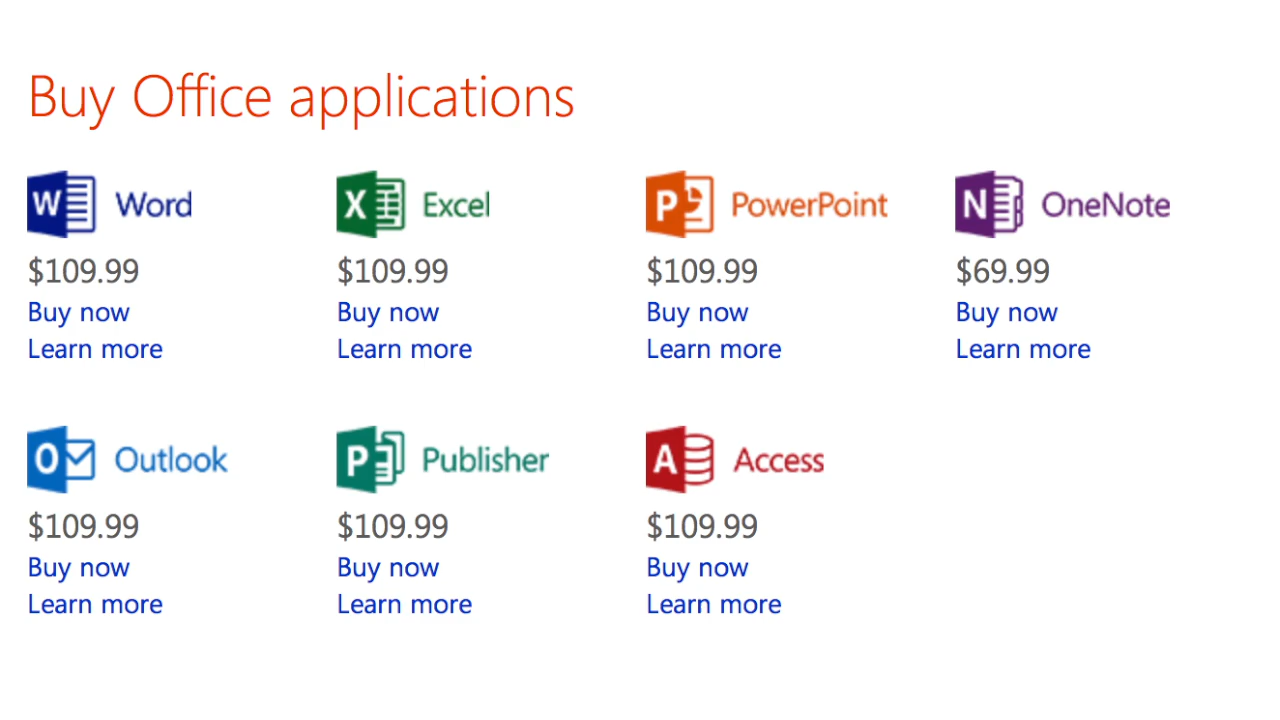 Buy Office applications
W Word
$109.99
Buy now
Learn more
X Excel
$109.99
Buy now
Learn more
P PowerPoint
$109.99
Buy now
Learn more
N OneNote
$69.99
Buy now
Learn more
O Outlook
$109.99
Buy now
Learn more
P Publisher
$109.99
Buy now
Learn more
A Access
$109.99
Buy now
Learn more